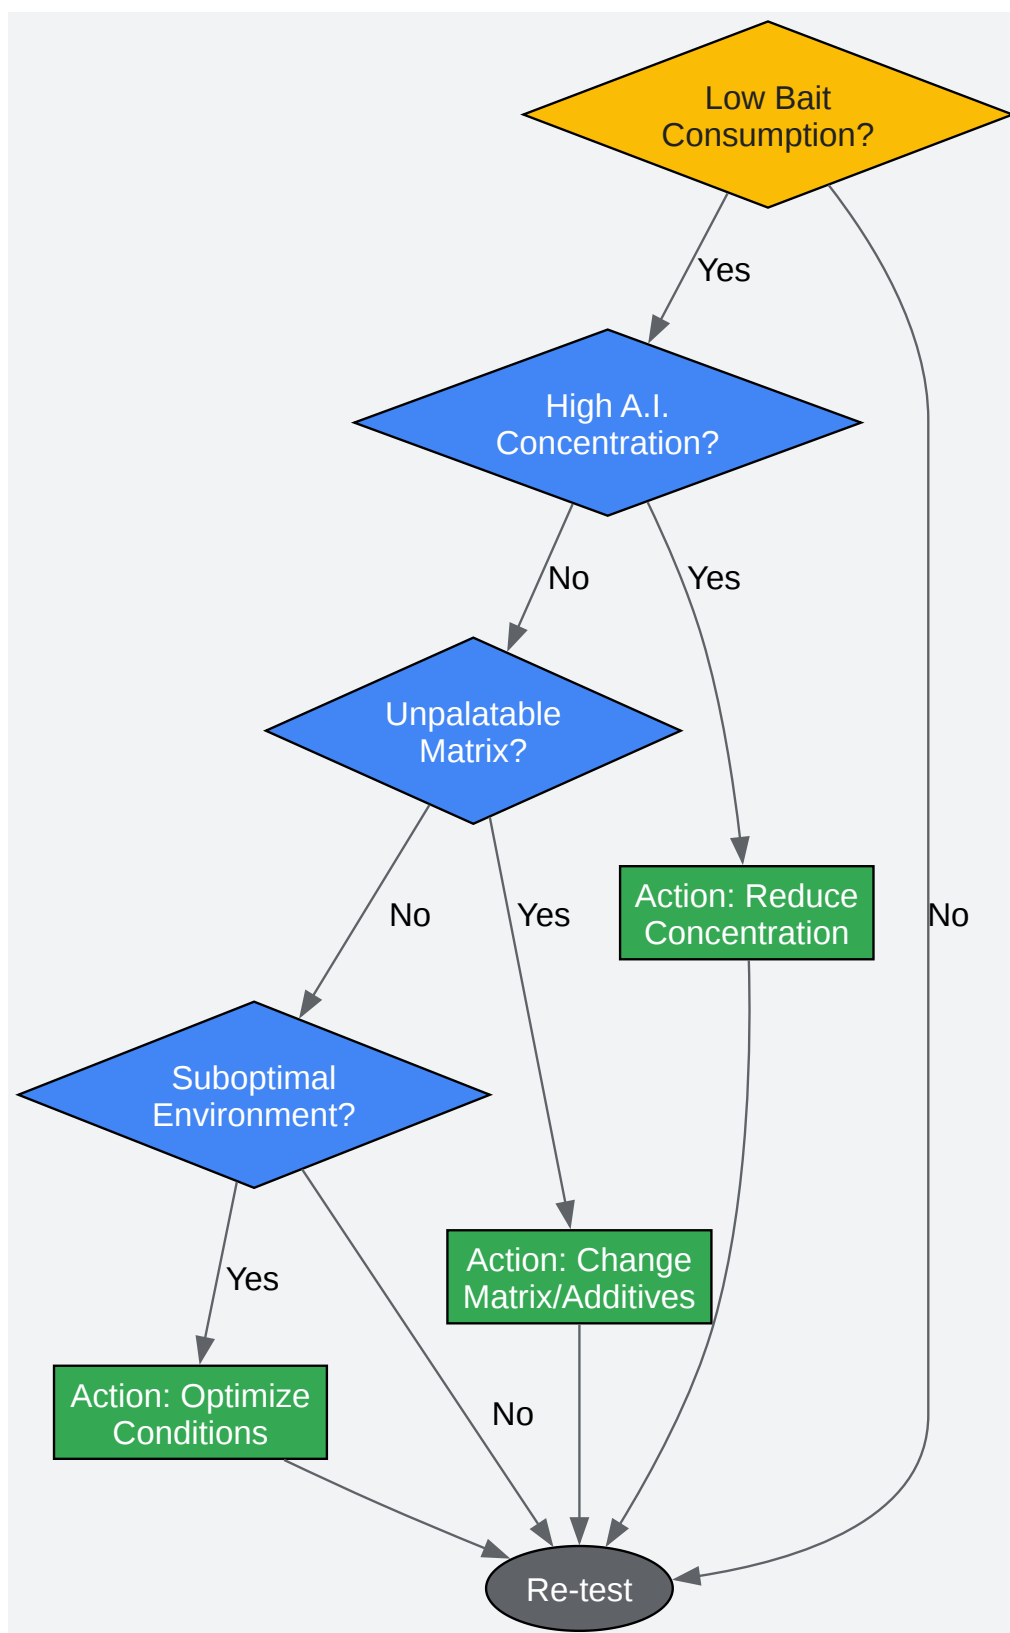 Low Bait
Consumption?
Yes
High A.I.
Concentration?
No
Yes
Unpalatable
Matrix?
Action: Reduce
Concentration
No
Yes
No
Suboptimal
Environment?
Action: Change
Matrix/Additives
Yes
Action: Optimize
Conditions
No
Re-test